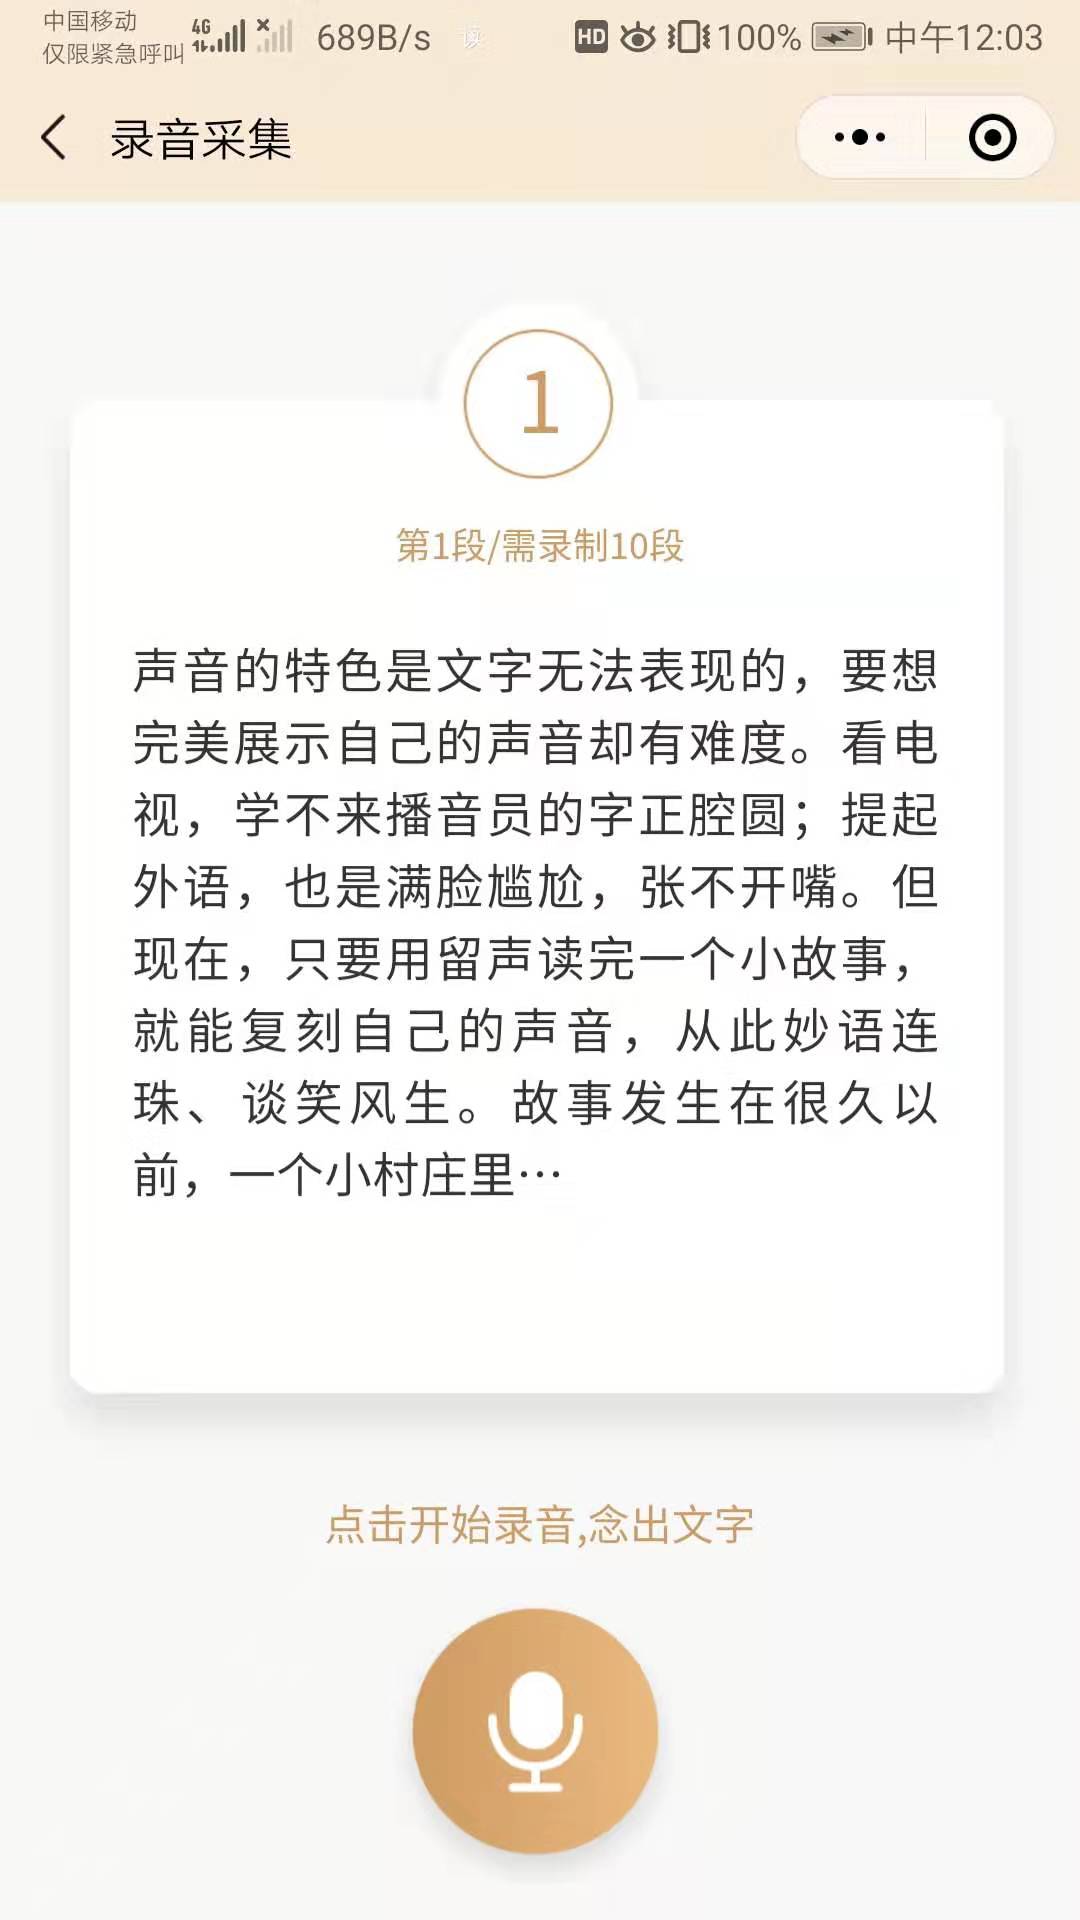 中国移动
仅限紧急呼叫
4G
689B/s
HD
100%
中午12:03
录音采集
1
第1段/需录制10段
声音的特色是文字无法表现的，要想
完美展示自己的声音却有难度。看电
视，学不来播音员的字正腔圆；提起
外语，也是满脸尴尬，张不开嘴。但
现在，只要用留声读完一个小故事，
就能复刻自己的声音，从此妙语连
珠、谈笑风生。故事发生在很久以
前，一个小村庄里…
点击开始录音,念出文字